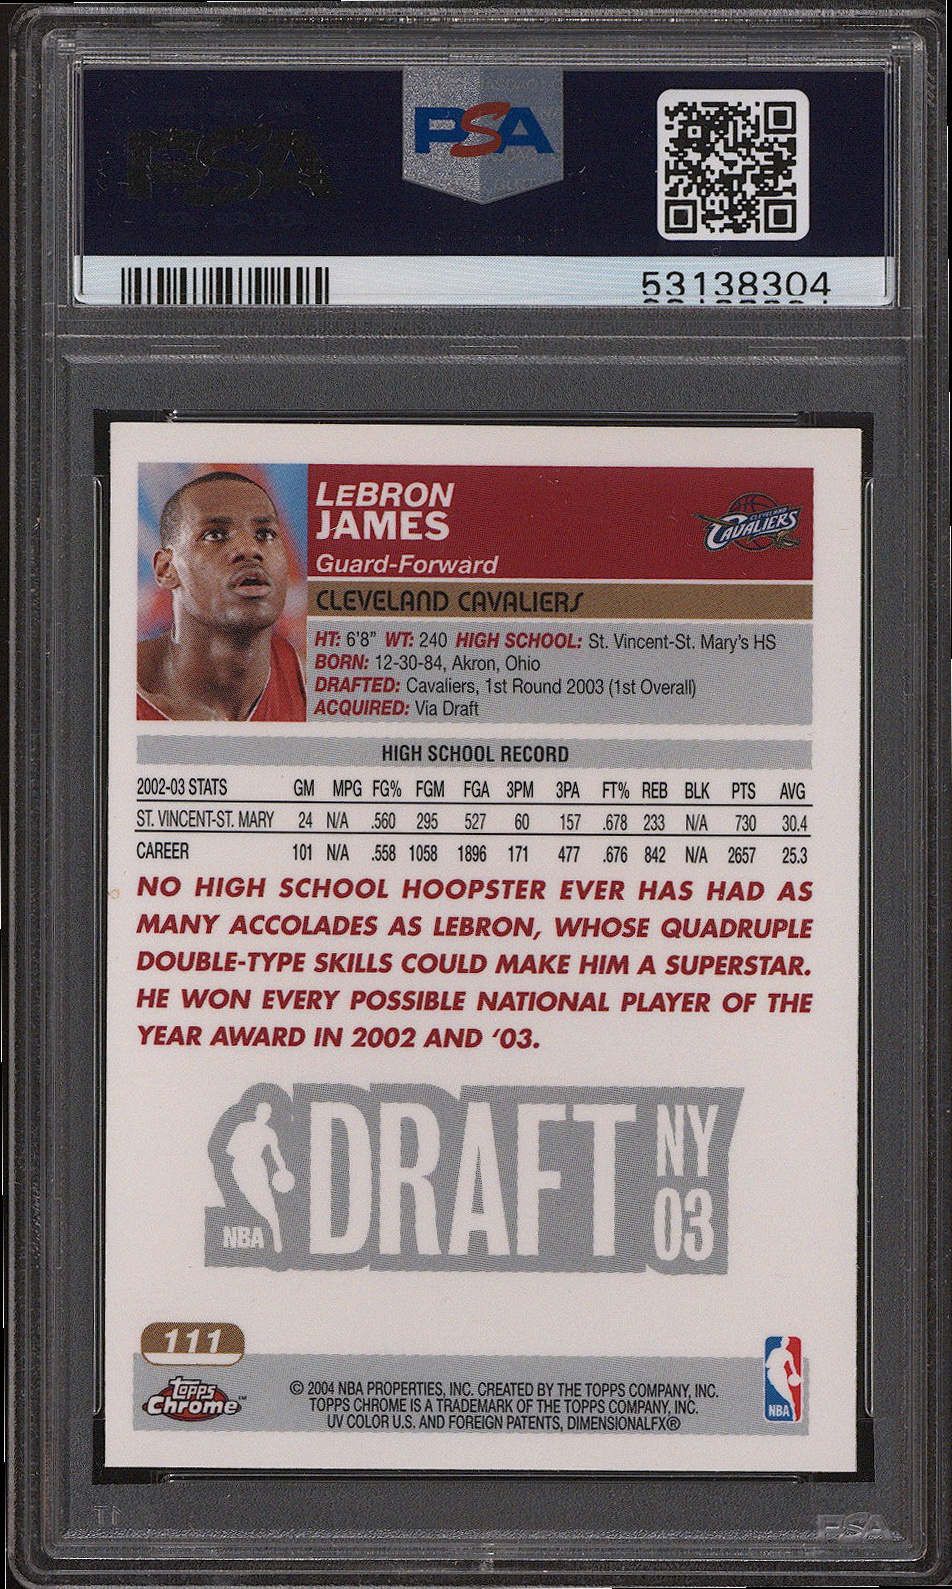 PSA
PSA
53138304
LEBRON
JAMES
Guard-Forward
CLEVELAND CAVALIERS
CLEVELAND
CAVALIERS
HT: 6'8" WT: 240 HIGH SCHOOL: St. Vincent-St. Mary's HS
BORN: 12-30-84, Akron, Ohio
DRAFTED: Cavaliers, 1st Round 2003 (1st Overall)
ACQUIRED: Via Draft
HIGH SCHOOL RECORD
2002-03 STATS GM MPG FG% FGM FGA 3PM 3PA FT% REB BLK PTS AVG
ST. VINCENT-ST. MARY 24 N/A .560 295 527 60 157 .678 233 N/A 730 30.4
CAREER 101 N/A .558 1058 1896 171 477 .676 842 N/A 2657 25.3
NO HIGH SCHOOL HOOPSTER EVER HAS HAD AS
MANY ACCOLADES AS LEBRON, WHOSE QUADRUPLE
DOUBLE-TYPE SKILLS COULD MAKE HIM A SUPERSTAR.
HE WON EVERY POSSIBLE NATIONAL PLAYER OF THE
YEAR AWARD IN 2002 AND '03.
NBA DRAFT NY
03
111
Topps
Chrome™
© 2004 NBA PROPERTIES, INC. CREATED BY THE TOPPS COMPANY, INC.
TOPPS CHROME IS A TRADEMARK OF THE TOPPS COMPANY, INC.
UV COLOR U.S. AND FOREIGN PATENTS, DIMENSIONALFX®
NBA
PSA